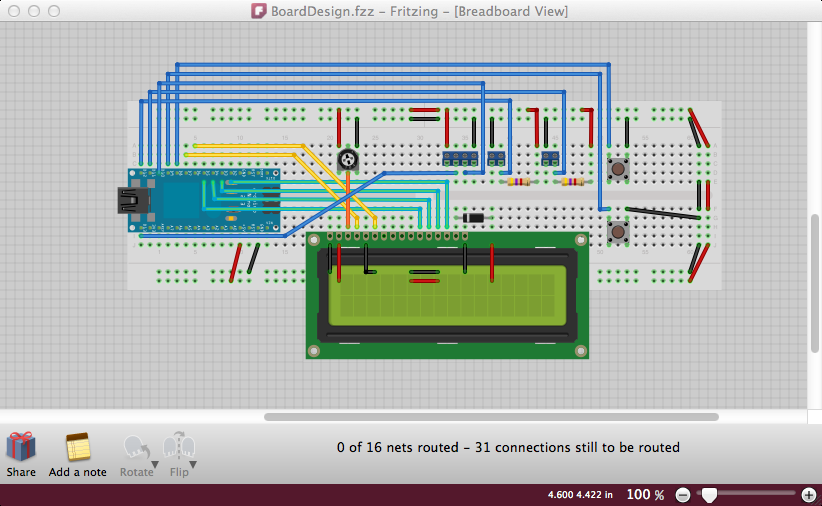 BoardDesign.fzz – Fritzing – [Breadboard View]
0 of 16 nets routed – 31 connections still to be routed
Share
Add a note
Rotate
Flip
4.600 4.422 in
100 %